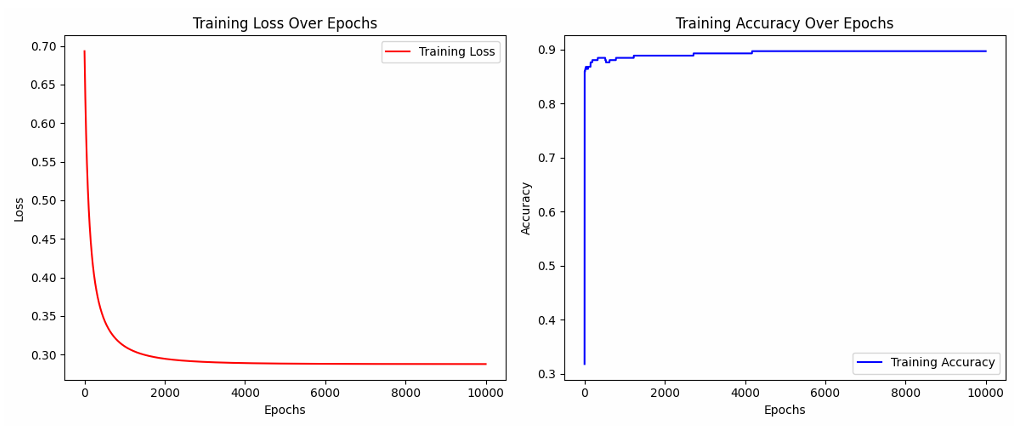 Training Loss Over Epochs
0.70
0.65
0.60
0.55
0.50
0.45
0.40
0.35
0.30
Loss
Training Loss
0 2000 4000 6000 8000 10000
Epochs
Training Accuracy Over Epochs
0.9
0.8
0.7
0.6
0.5
0.4
0.3
Accuracy
Training Accuracy
0 2000 4000 6000 8000 10000
Epochs